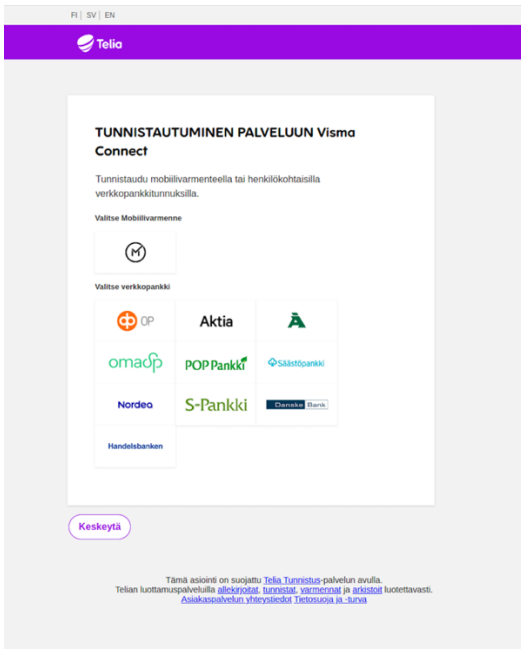 FI | SV | EN
Telia
TUNNISTAUTUMINEN PALVELUUN Visma
Connect
Tunnistaudu mobiilivarmenteella tai henkilökohtaisilla
verkkopankkitunnuksilla.
Valitse Mobiilivarmenne
M
Valitse verkkopankki
OP Aktia Å
omasp POP Pankki Säästöpankki
Nordea S-Pankki Danske Bank
Handelsbanken
Keskeytä
Tämä asiointi on suojattu Telia Tunnistus-palvelun avulla.
Telian luottamuspalveluilla allekirjoitat, tunnistat, varmennat ja arkistoit luotettavasti.
Asiakaspalvelun yhteystiedot Tietosuoja ja -turva